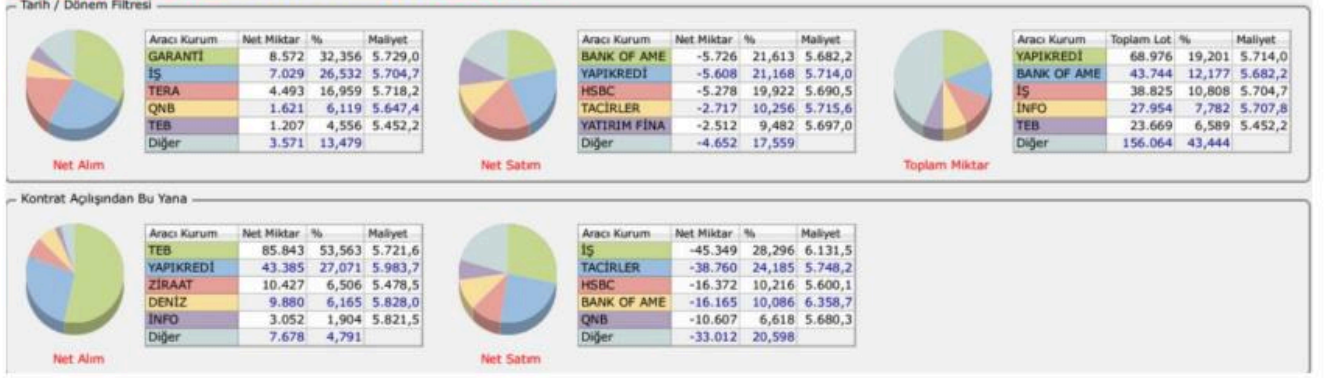 Tarih / Dönem Filtresi
Aracı Kurum Net Miktar % Maliyet
GARANTİ 8.572 32,356 5.729,0
İŞ 7.029 26,532 5.704,7
TERA 4.493 16,959 5.718,2
QNB 1.621 6,119 5.647,4
TEB 1.207 4,556 5.452,2
Diğer 3.571 13,479
Net Alım
Aracı Kurum Net Miktar % Maliyet
BANK OF AME -5.726 21,613 5.682,2
YAPIKREDİ -5.608 21,168 5.714,0
HSBC -5.278 19,922 5.690,5
TACİRLER -2.717 10,256 5.715,6
YATIRIM FİNA -2.512 9,482 5.697,0
Diğer -4.652 17,559
Net Satım
Aracı Kurum Toplam Lot % Maliyet
YAPIKREDİ 68.976 19,201 5.714,0
BANK OF AME 43.744 12,177 5.682,2
İŞ 38.825 10,808 5.704,7
İNFO 27.954 7,782 5.707,8
TEB 23.669 6,589 5.452,2
Diğer 156.064 43,444
Toplam Miktar
Kontrat Açılışından Bu Yana
Aracı Kurum Net Miktar % Maliyet
TEB 85.843 53,563 5.721,6
YAPIKREDİ 43.385 27,071 5.983,7
ZİRAAT 10.427 6,506 5.478,5
DENİZ 9.880 6,165 5.828,0
İNFO 3.052 1,904 5.821,5
Diğer 7.678 4,791
Net Alım
Aracı Kurum Net Miktar % Maliyet
İŞ -45.349 28,296 6.131,5
TACİRLER -38.760 24,185 5.748,2
HSBC -16.372 10,216 5.600,1
BANK OF AME -16.165 10,086 6.358,7
QNB -10.607 6,618 5.680,3
Diğer -33.012 20,598
Net Satım